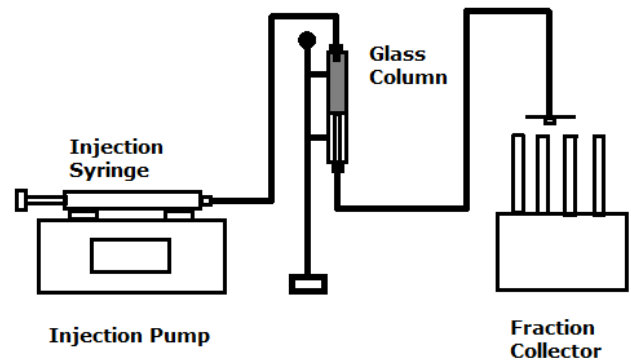 Glass
Column
Injection
Syringe
Injection Pump
Fraction
Collector